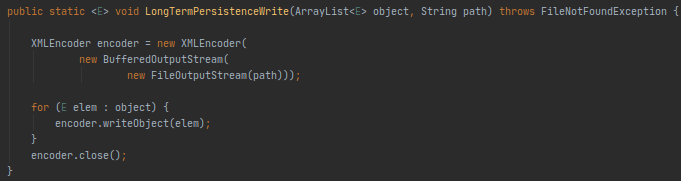 public static <E> void LongTermPersistenceWrite(ArrayList<E> object, String path) throws FileNotFoundException {
XMLEncoder encoder = new XMLEncoder(
new BufferedOutputStream(
new FileOutputStream(path)));
for (E elem : object) {
encoder.writeObject(elem);
}
encoder.close();
}